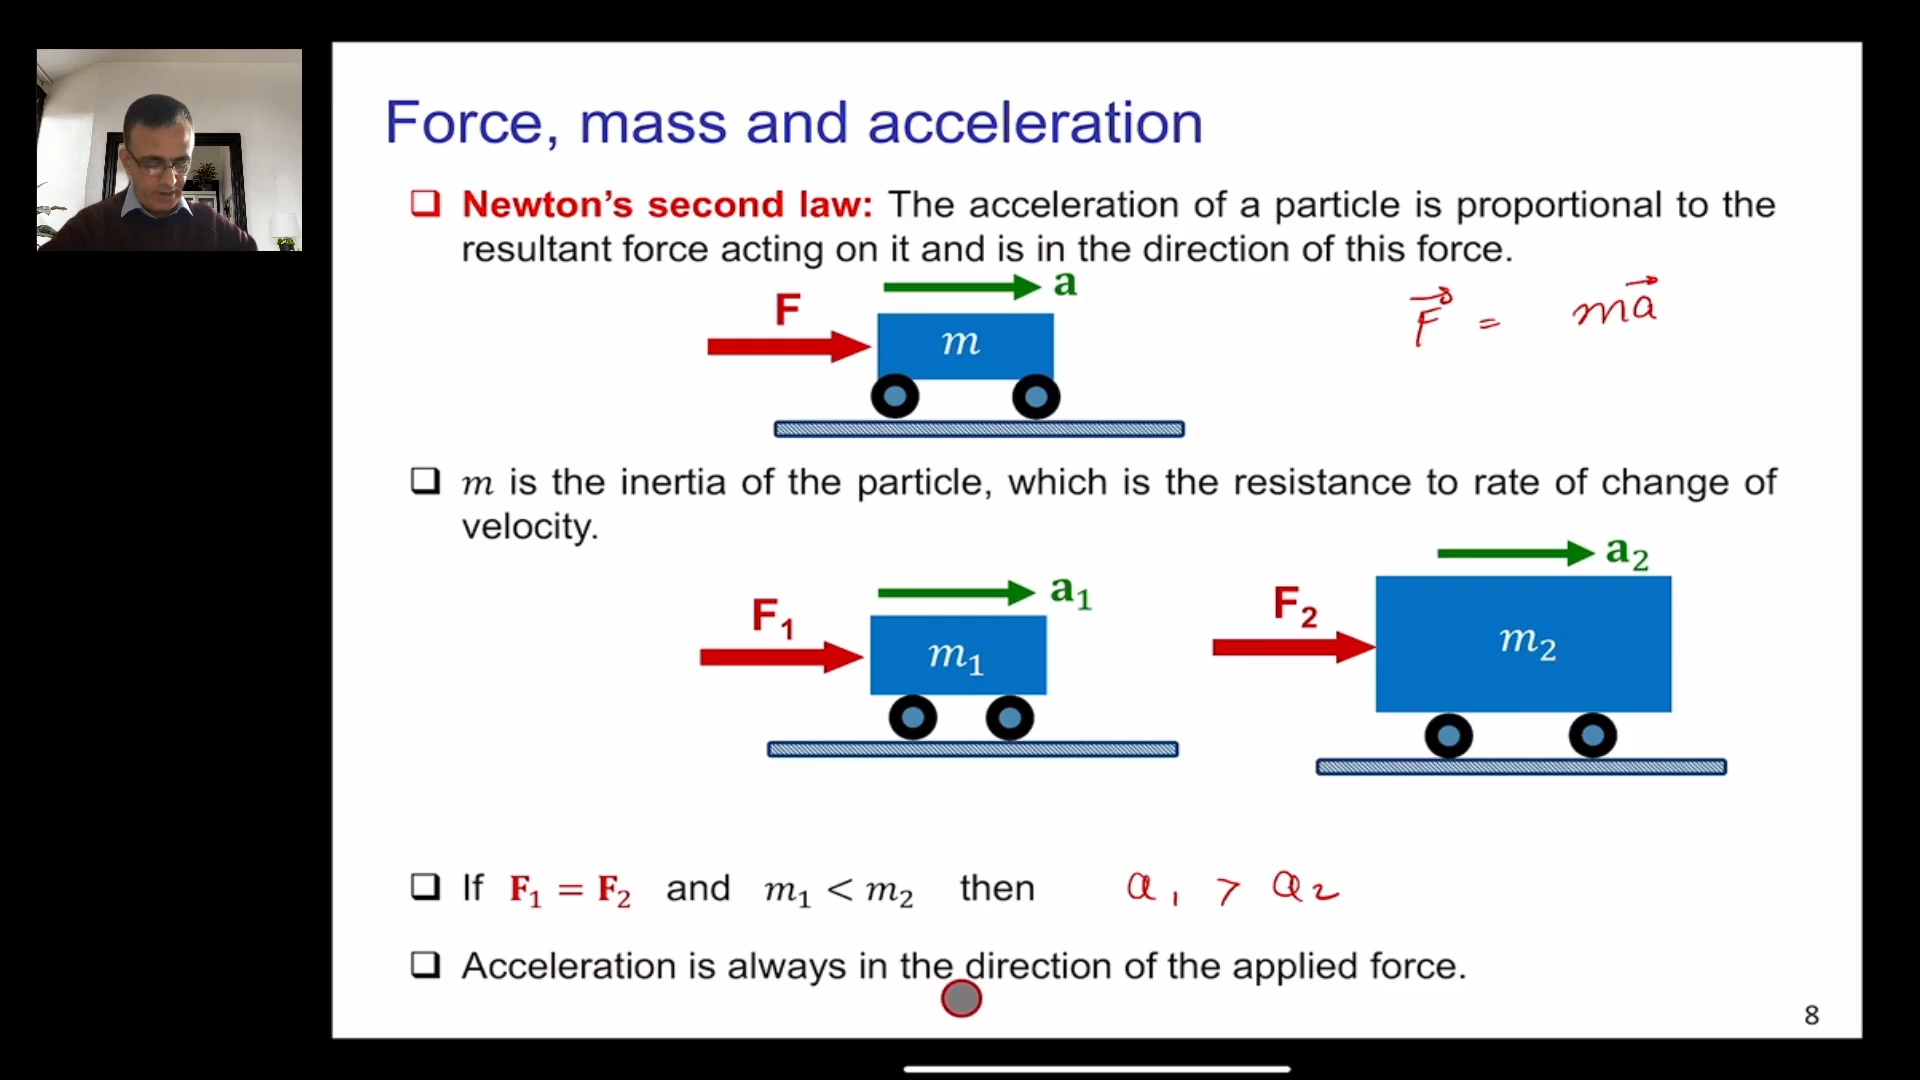 Force, mass and acceleration
❑ Newton’s second law: The acceleration of a particle is proportional to the
resultant force acting on it and is in the direction of this force.
a
F
m
F⃗ = ma⃗
❑ m is the inertia of the particle, which is the resistance to rate of change of
velocity.
a₁
F₁
m₁
a₂
F₂
m₂
❑ If F₁ = F₂ and m₁ < m₂ then a₁ > a₂
❑ Acceleration is always in the direction of the applied force.
8